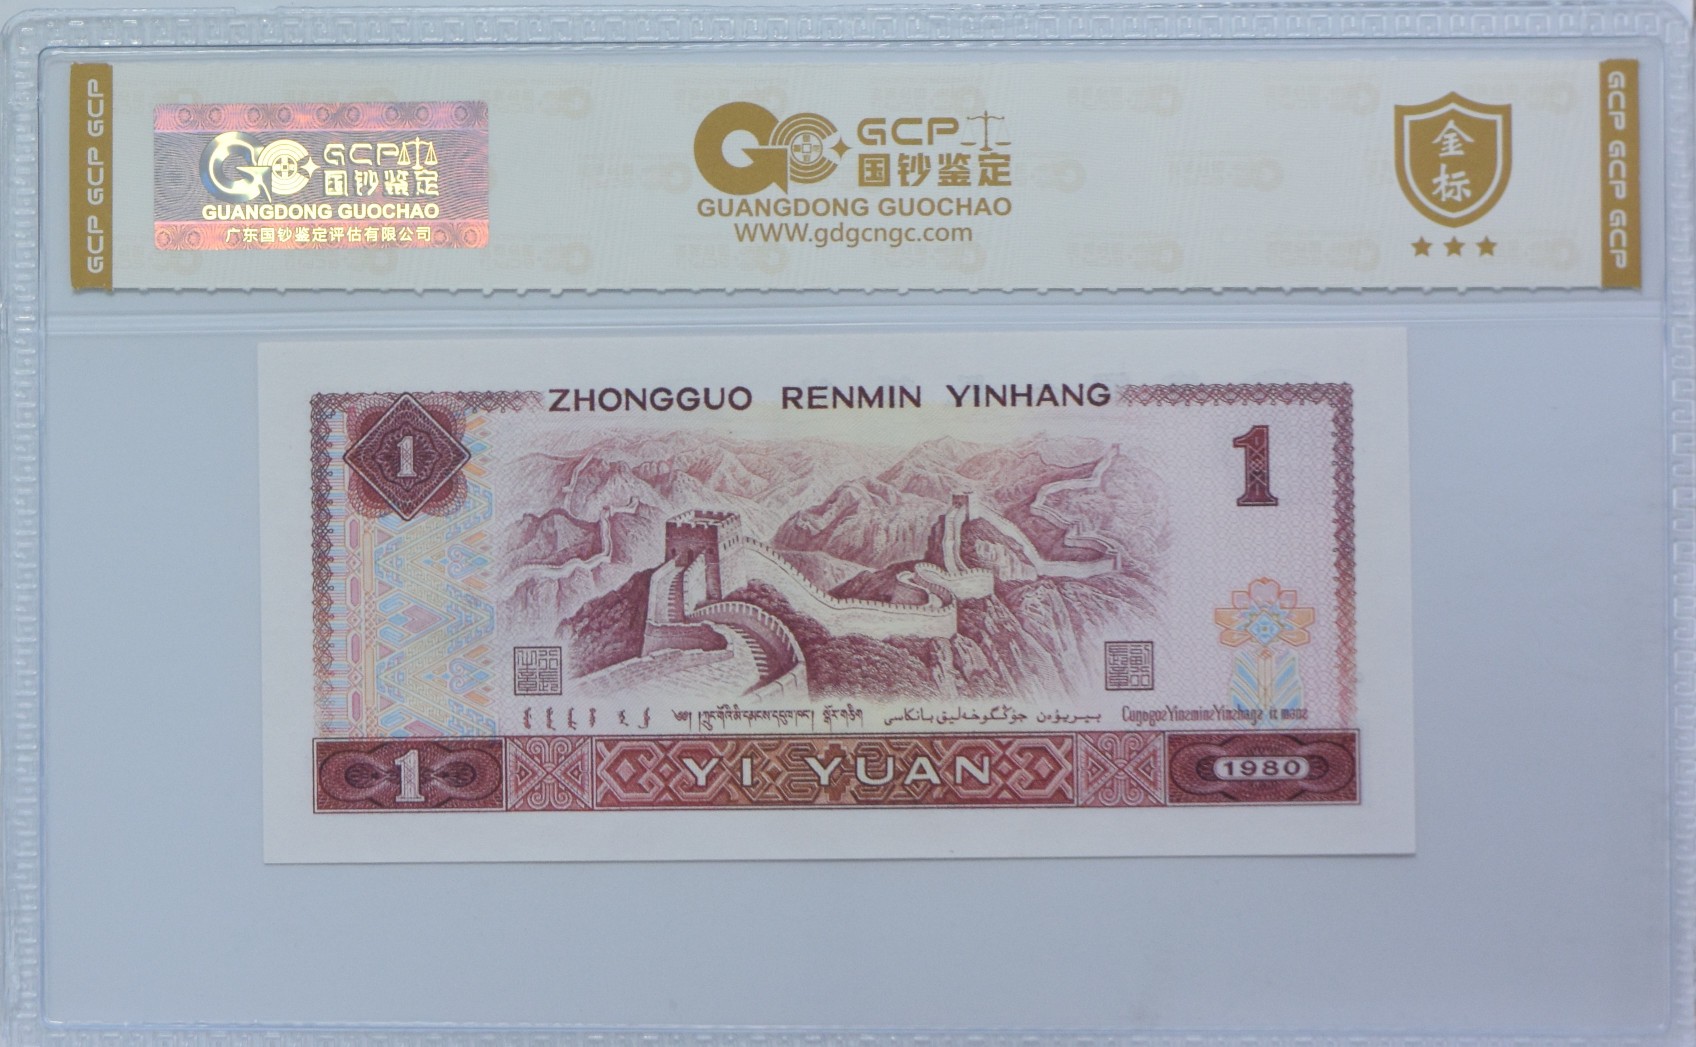 GCP GCP GCP
GCP
国钞鉴定
GUANGDONG GUOCHAO
广东国钞鉴定评估有限公司
GCP
国钞鉴定
GUANGDONG GUOCHAO
WWW.gdgcngc.com
金标
GCP GCP GCP
ZHONGGUO RENMIN YINHANG
1
1
1
YI YUAN
1980